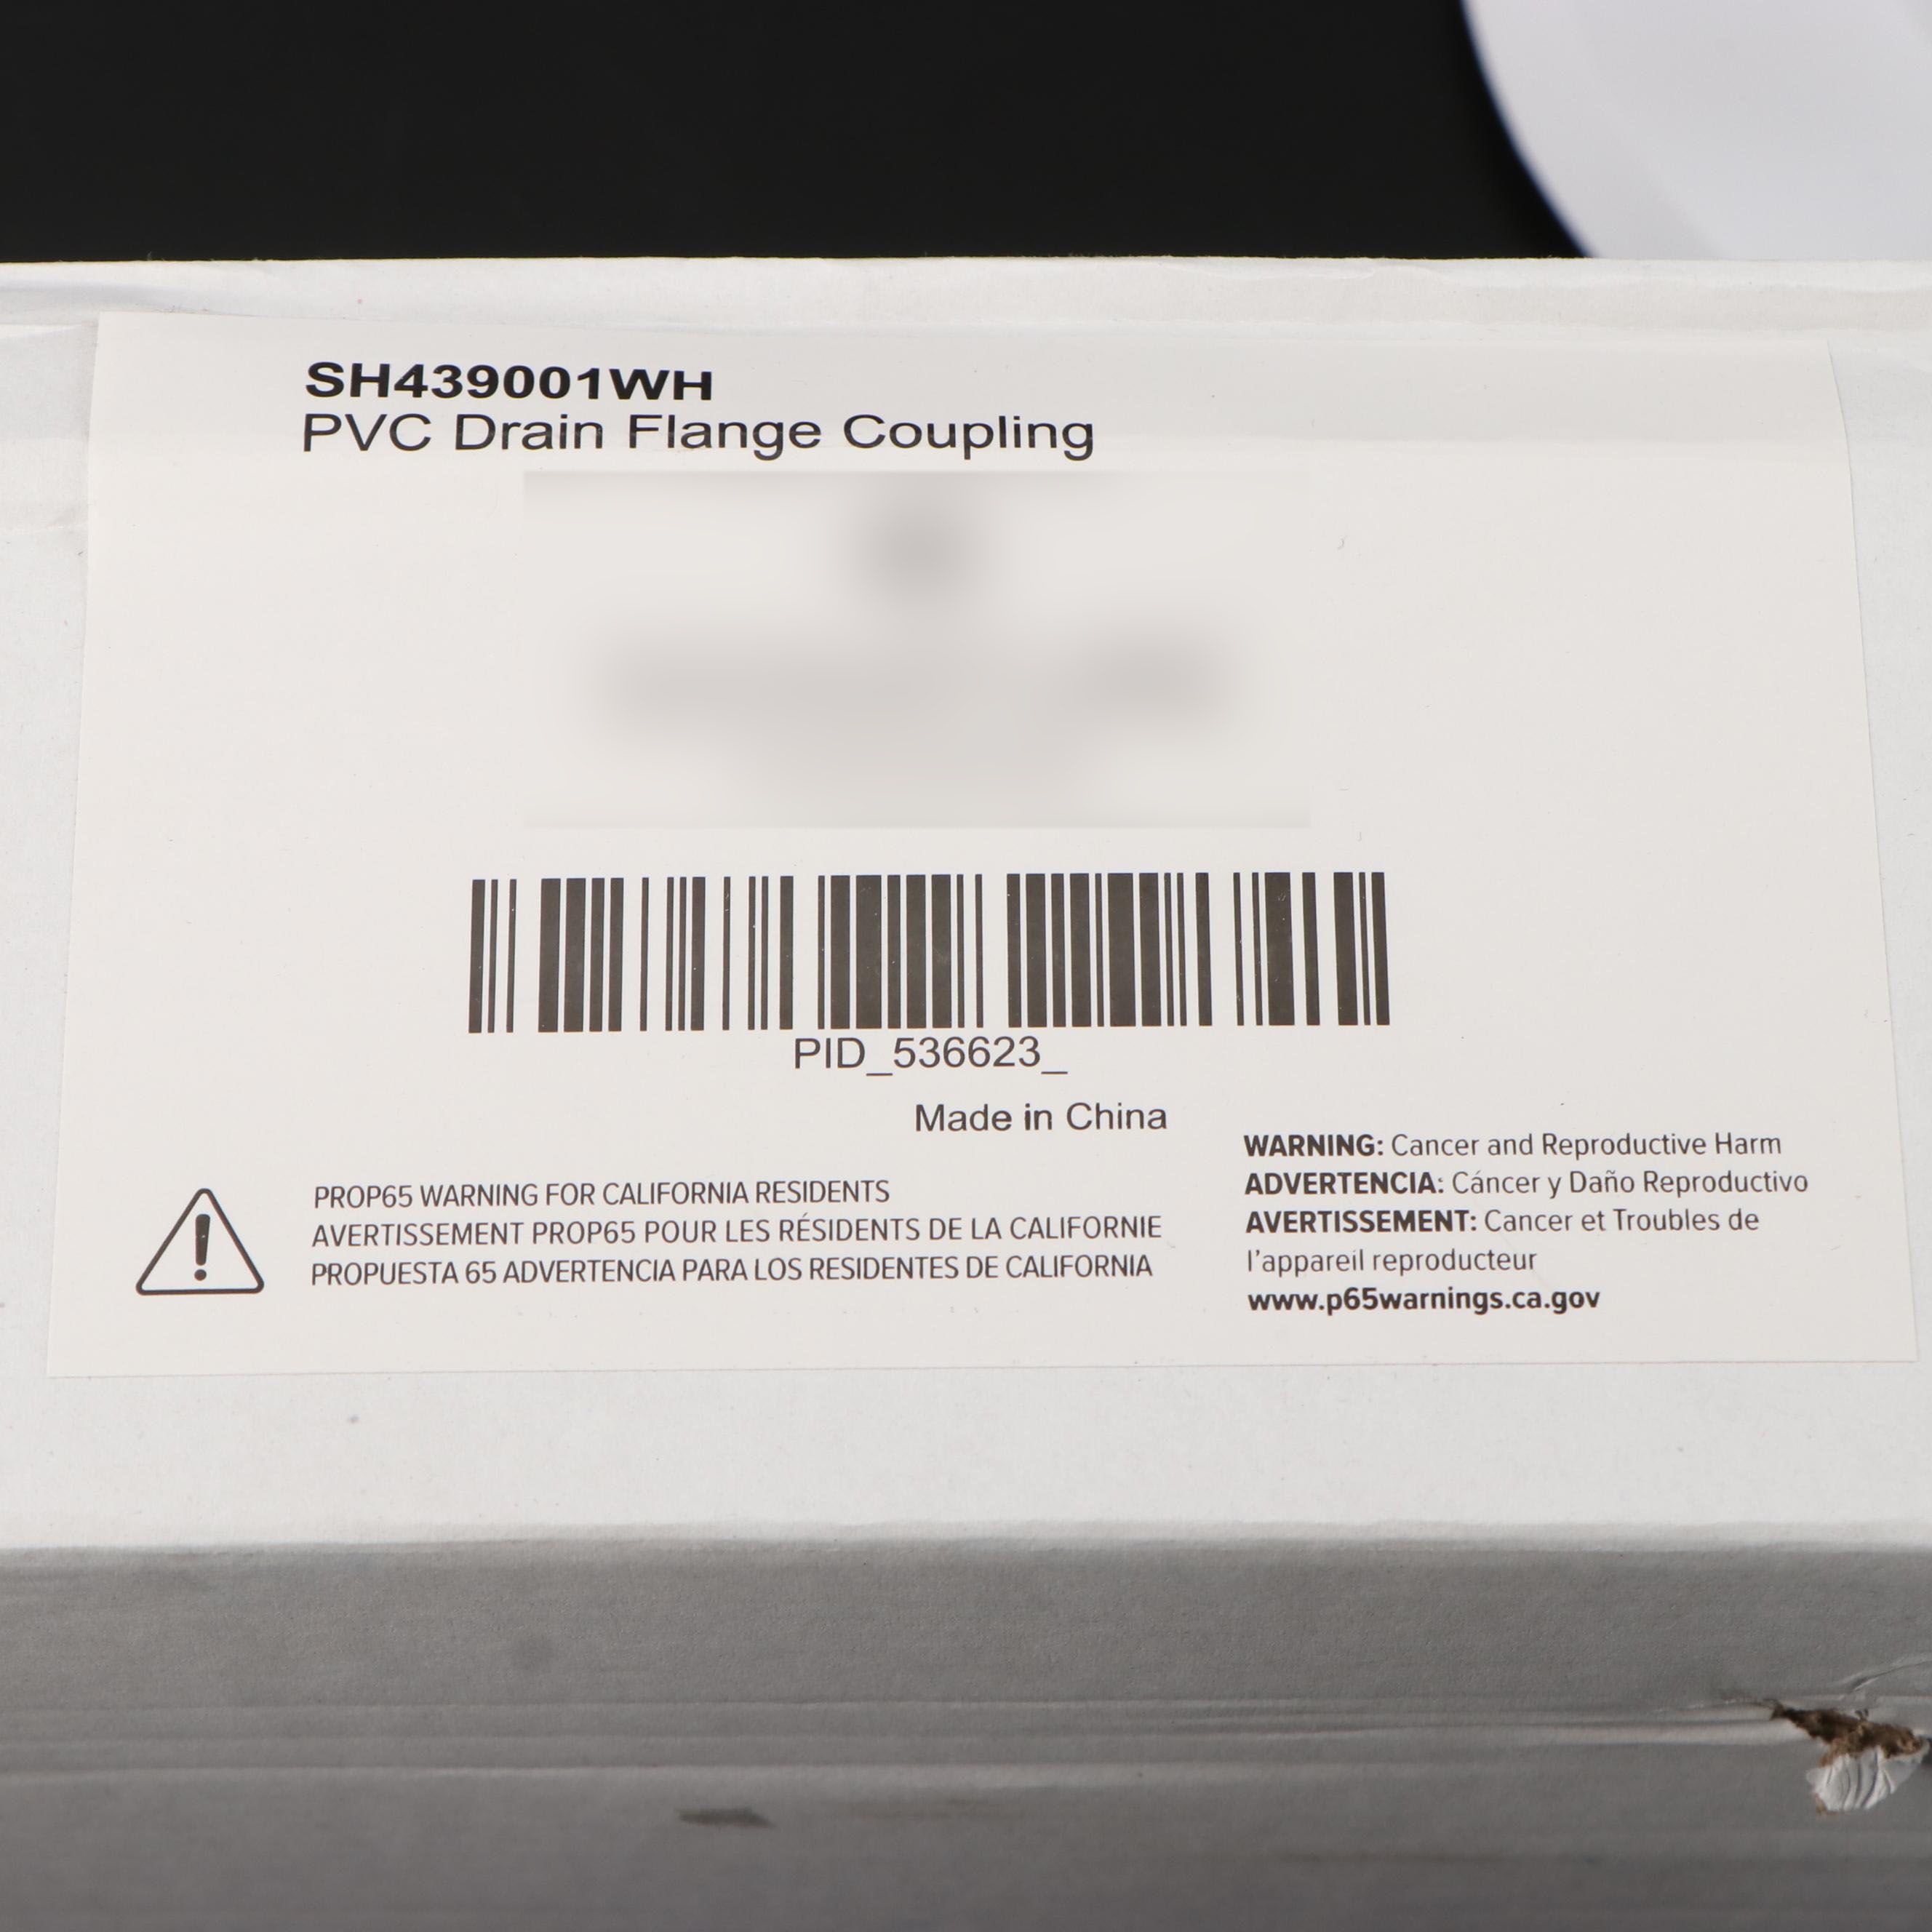 SH439001WH
PVC Drain Flange Coupling
PID_536623_
Made in China
PROP65 WARNING FOR CALIFORNIA RESIDENTS
AVERTISSEMENT PROP65 POUR LES RÉSIDENTS DE LA CALIFORNIE
PROPUESTA 65 ADVERTENCIA PARA LOS RESIDENTES DE CALIFORNIA
WARNING: Cancer and Reproductive Harm
ADVERTENCIA: Cáncer y Daño Reproductivo
AVERTISSEMENT: Cancer et Troubles de
l'appareil reproducteur
www.p65warnings.ca.gov